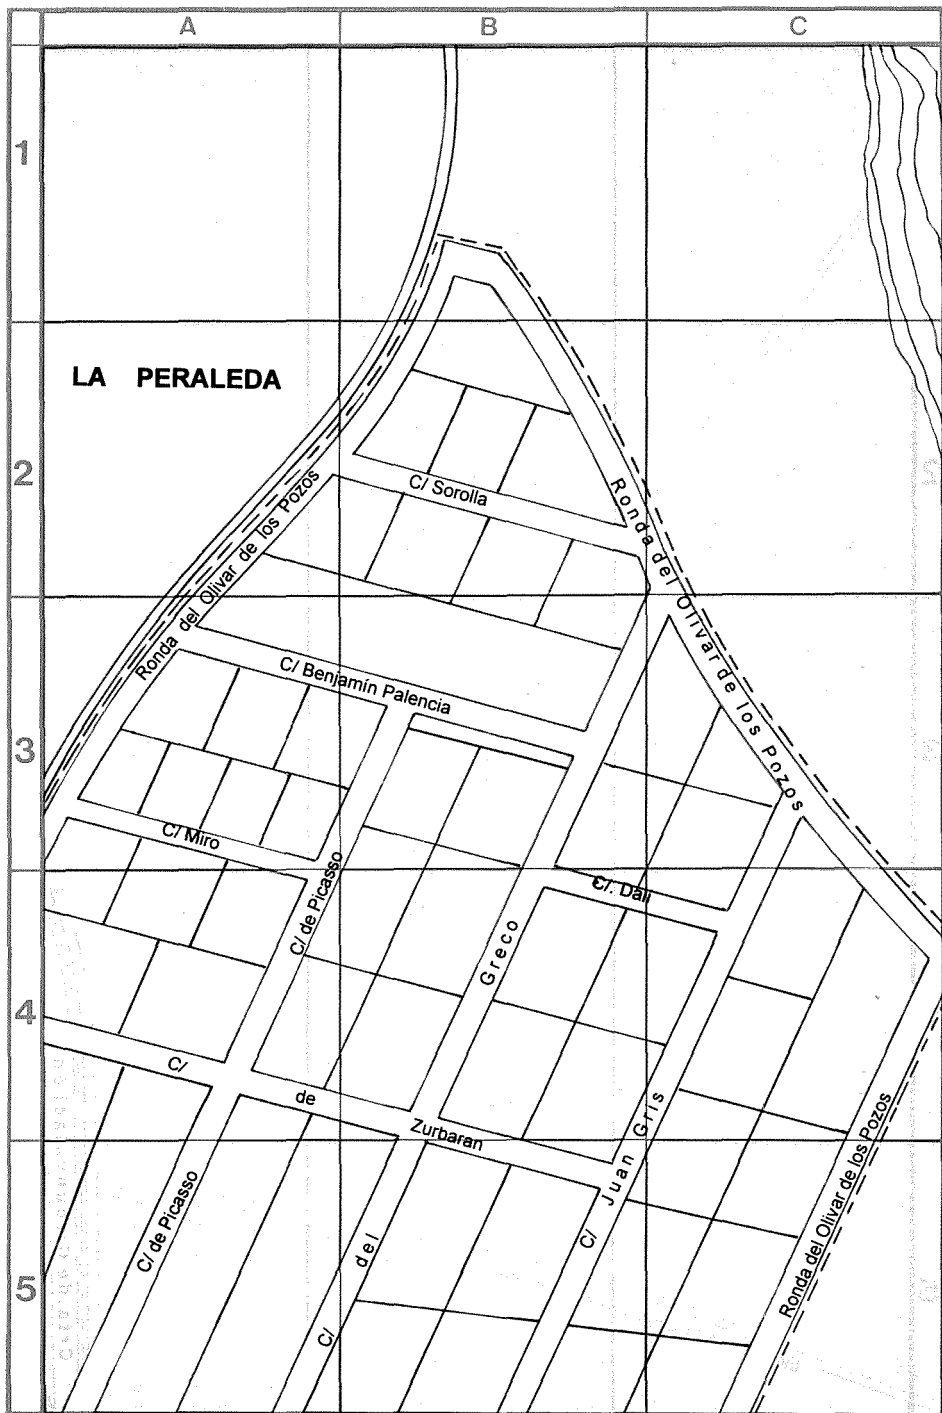 A B C
1
LA PERALEDA
2
C/ Sorolla
Ronda del Olivar de los Pozos
Ronda del Olivar de los Pozos
C/ Benjamín Palencia
3
C/ Miro
C/ de Picasso
C/. Dali
Greco
4
C/ de Zurbaran
C/ Juan Gris
Ronda del Olivar de los Pozos
C/ de Picasso
C/ del
5